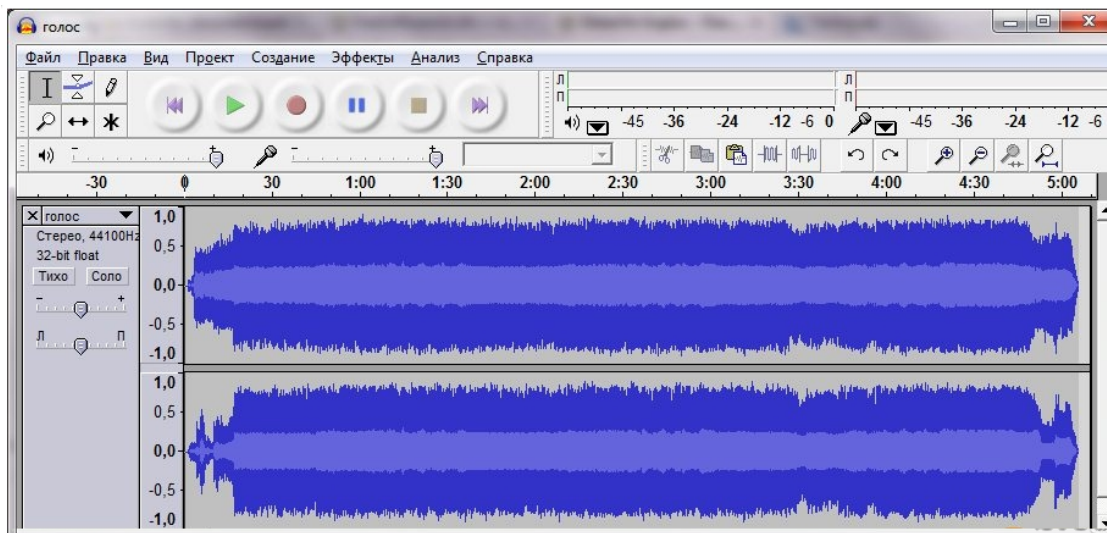 голос
Файл Правка Вид Проект Создание Эффекты Анализ Справка
Л
П
-45 -36 -24 -12 -6 0
Л
П
-45 -36 -24 -12 -6
-30 0 30 1:00 1:30 2:00 2:30 3:00 3:30 4:00 4:30 5:00
голос
Стерео, 44100Hz
32-bit float
Тихо Соло
- +
Л П
1,0
0,5
0,0
-0,5
-1,0
1,0
0,5
0,0
-0,5
-1,0